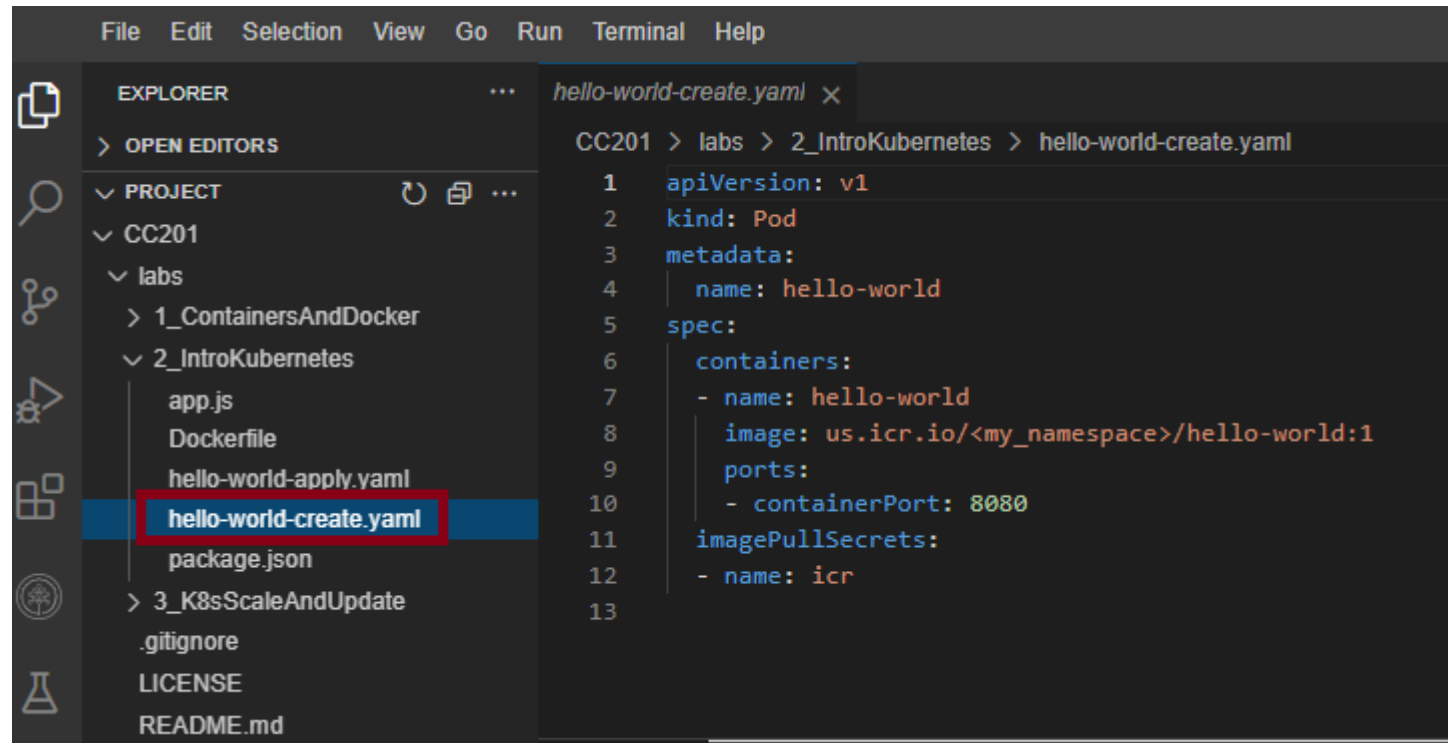 File Edit Selection View Go Run Terminal Help
EXPLORER
OPEN EDITORS
PROJECT
CC201
labs
1_ContainersAndDocker
2_IntroKubernetes
app.js
Dockerfile
hello-world-apply.yaml
hello-world-create.yaml
package.json
3_K8sScaleAndUpdate
.gitignore
LICENSE
README.md
hello-world-create.yaml
CC201 > labs > 2_IntroKubernetes > hello-world-create.yaml
1 apiVersion: v1
2 kind: Pod
3 metadata:
4 name: hello-world
5 spec:
6 containers:
7 - name: hello-world
8 image: us.icr.io/<my_namespace>/hello-world:1
9 ports:
10 - containerPort: 8080
11 imagePullSecrets:
12 - name: icr
13